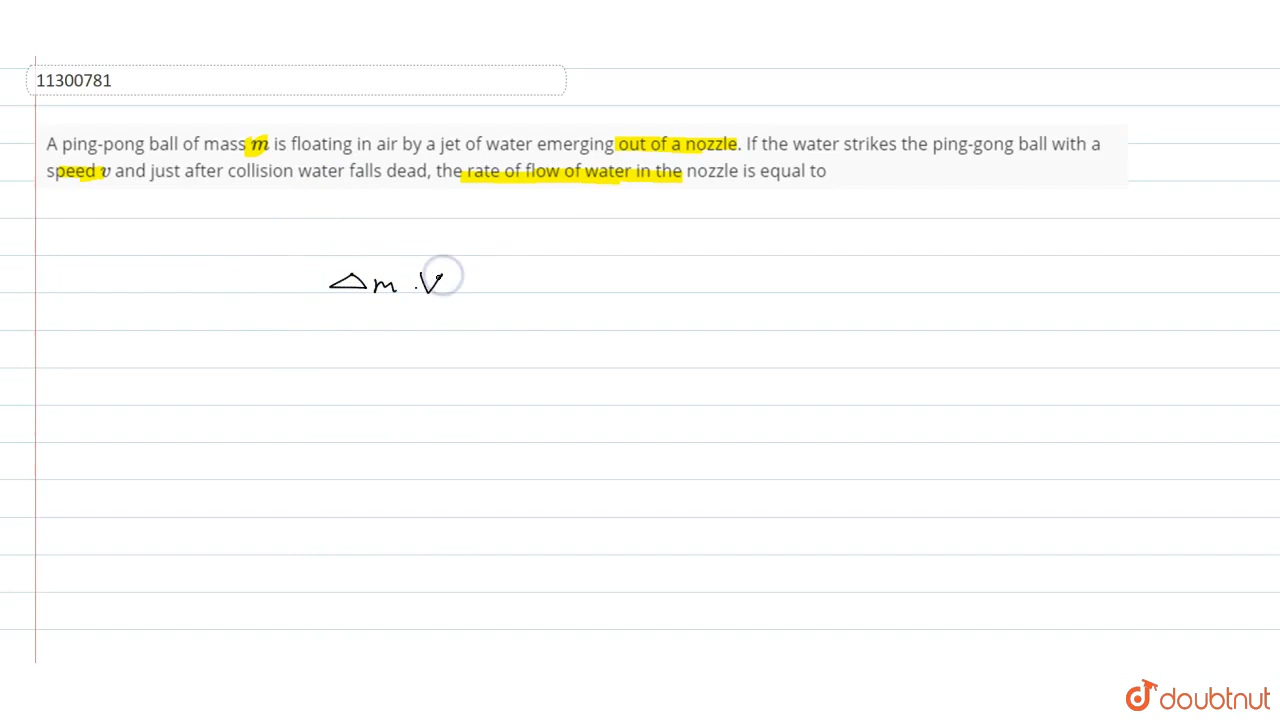 11300781
A ping-pong ball of mass m is floating in air by a jet of water emerging out of a nozzle. If the water strikes the ping-gong ball with a
speed v and just after collision water falls dead, the rate of flow of water in the nozzle is equal to
Δm .V
doubtnut